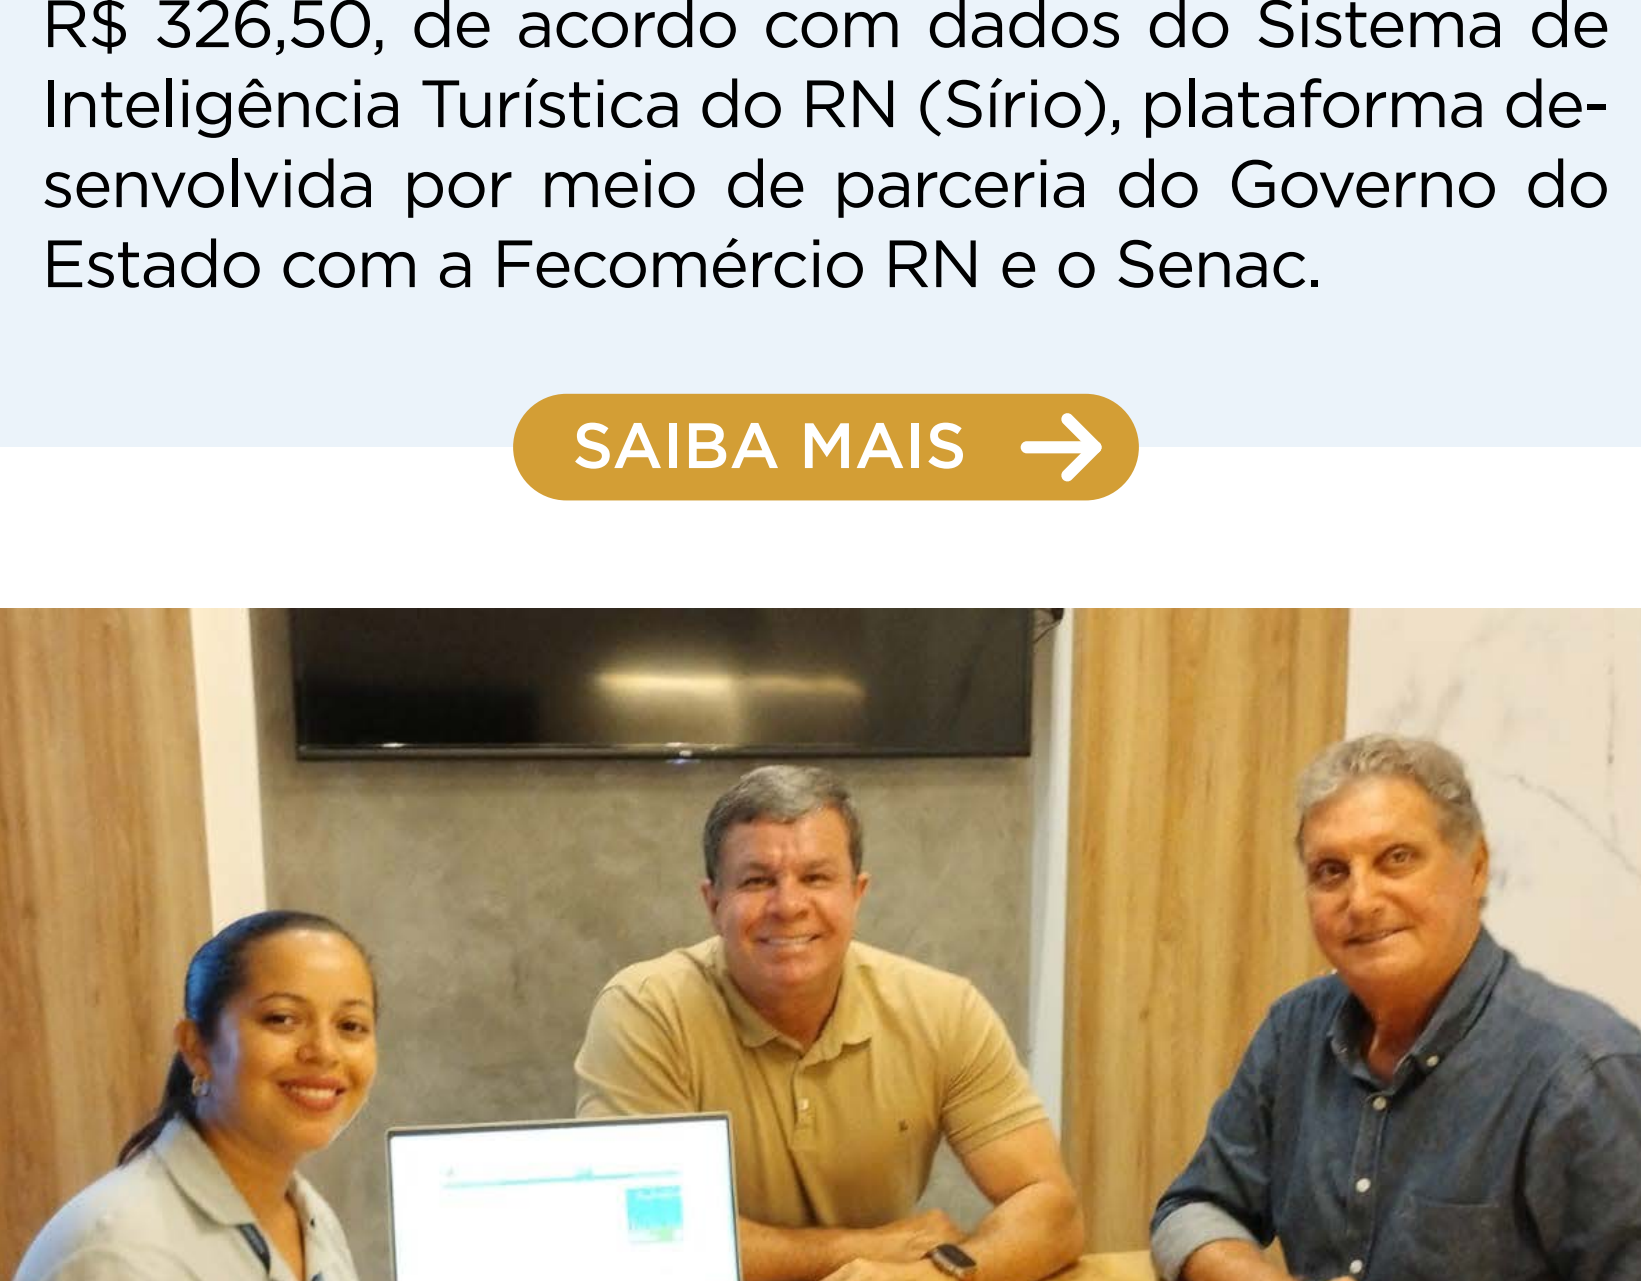 R$ 326,50, de acordo com dados do Sistema de
Inteligência Turística do RN (Sírio), plataforma de-
senvolvida por meio de parceria do Governo do
Estado com a Fecomércio RN e o Senac.
SAIBA MAIS